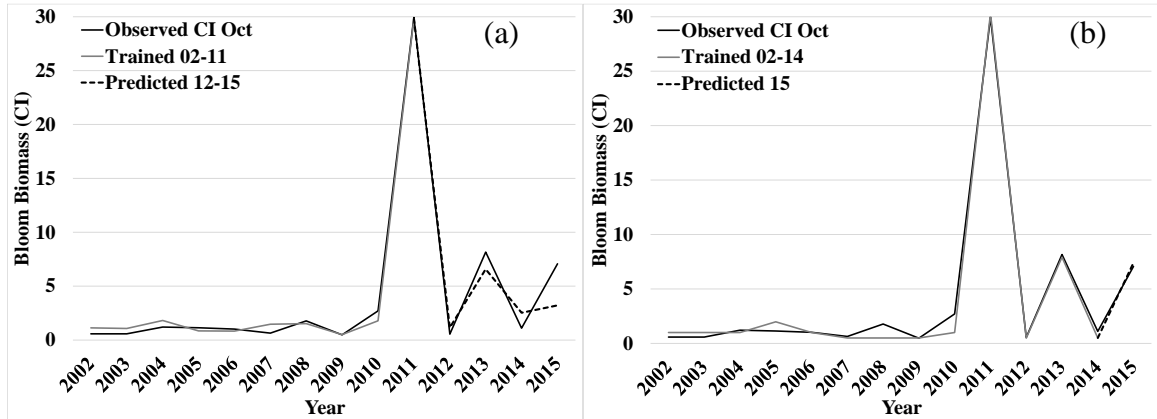 30
25
20
15
10
5
0
Bloom Biomass (CI)
Observed CI Oct
Trained 02-11
Predicted 12-15
(a)
2002 2003 2004 2005 2006 2007 2008 2009 2010 2011 2012 2013 2014 2015
Year
30
25
20
15
10
5
0
Bloom Biomass (CI)
Observed CI Oct
Trained 02-14
Predicted 15
(b)
2002 2003 2004 2005 2006 2007 2008 2009 2010 2011 2012 2013 2014 2015
Year